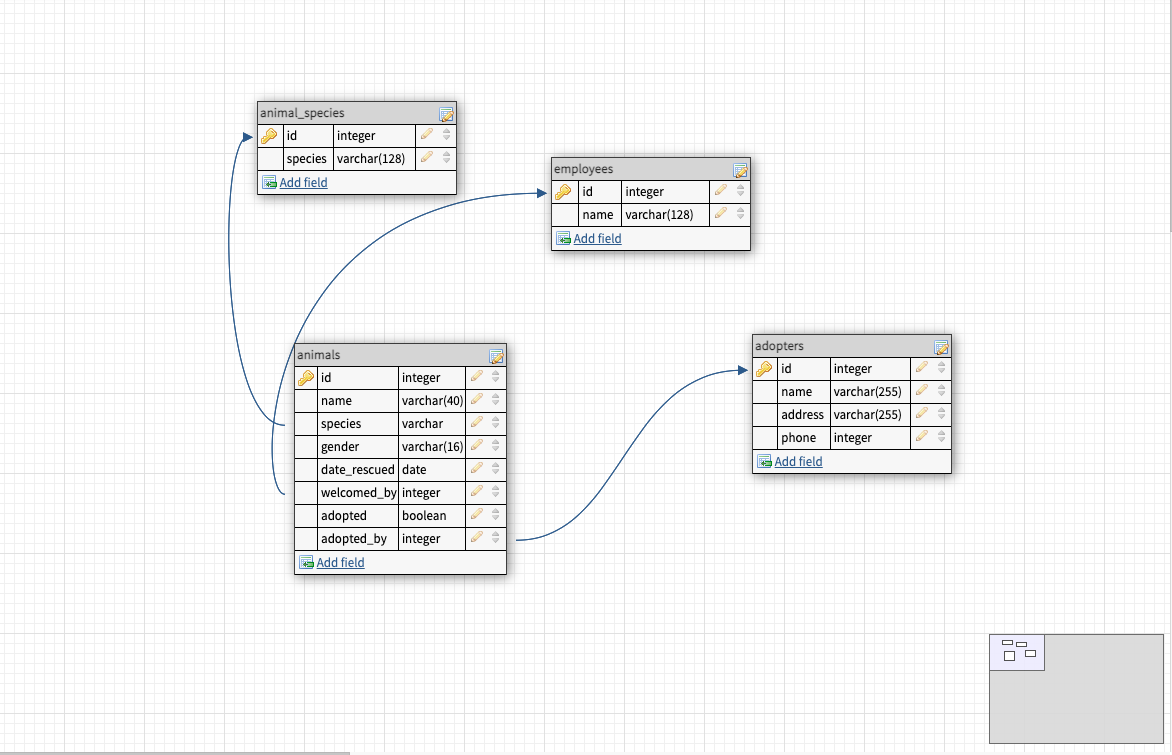 animal_species
id integer
species varchar(128)
Add field
employees
id integer
name varchar(128)
Add field
animals
id integer
name varchar(40)
species varchar
gender varchar(16)
date_rescued date
welcomed_by integer
adopted boolean
adopted_by integer
Add field
adopters
id integer
name varchar(255)
address varchar(255)
phone integer
Add field